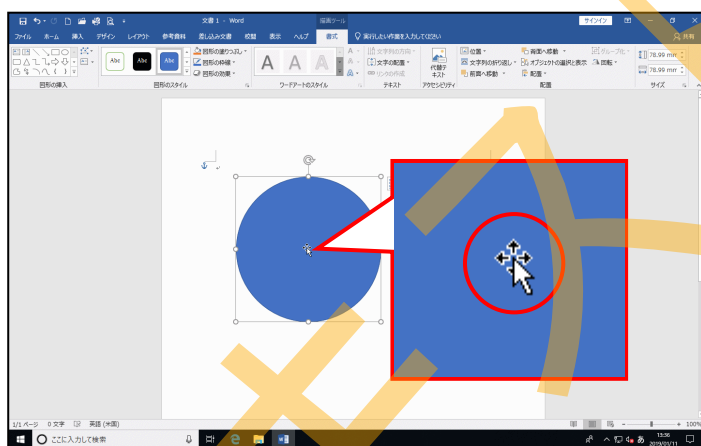 文書 1 - Word
描画ツール
サインイン
ファイル ホーム 挿入 デザイン レイアウト 参考資料 差し込み文書 校閲 表示 ヘルプ 書式 実行したい作業を入力してください 共有
Abc Abc Abc
図形の塗りつぶし
図形の枠線
図形の効果
A A A
文字列の方向
文字の配置
リンクの作成
代替テ
キスト
位置
文字列の折り返し
前面へ移動
背面へ移動
オブジェクトの選択と表示
配置
グループ化
回転
78.99 mm
78.99 mm
図形の挿入 図形のスタイル ワードアートのスタイル テキスト アクセシビリティ 配置 サイズ
1/1 ページ 0 文字 英語 (米国) 100%
ここに入力して検索
あ
13:36
2019/01/11